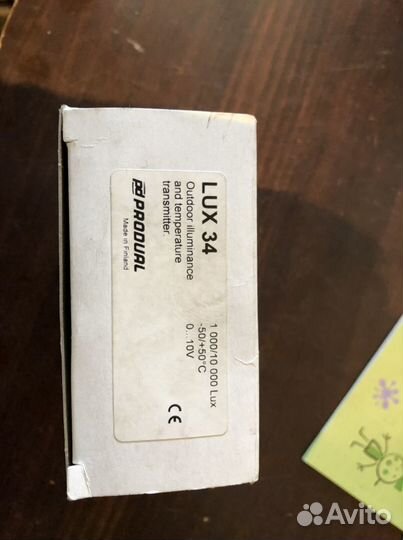 LUX 34
Outdoor illuminance
and temperature
transmitter.
PRODUAL
Made in Finland
1 000/10 000 Lux
-50/+50°C
0...10V
CE
Avito